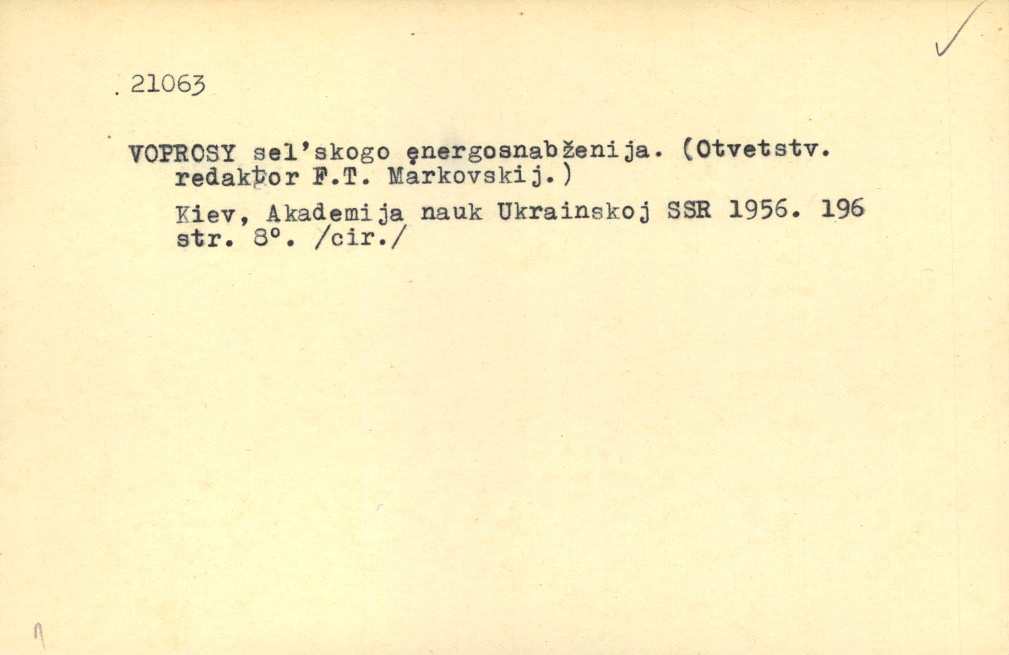 21063
VOPROSY sel'skogo ęnergosnabženija. (Otvetstv.
redaktor F.T. Markovskij.)
Kiev, Akademija nauk Ukrainskoj SSR 1956. 196
str. 8°. /cir./